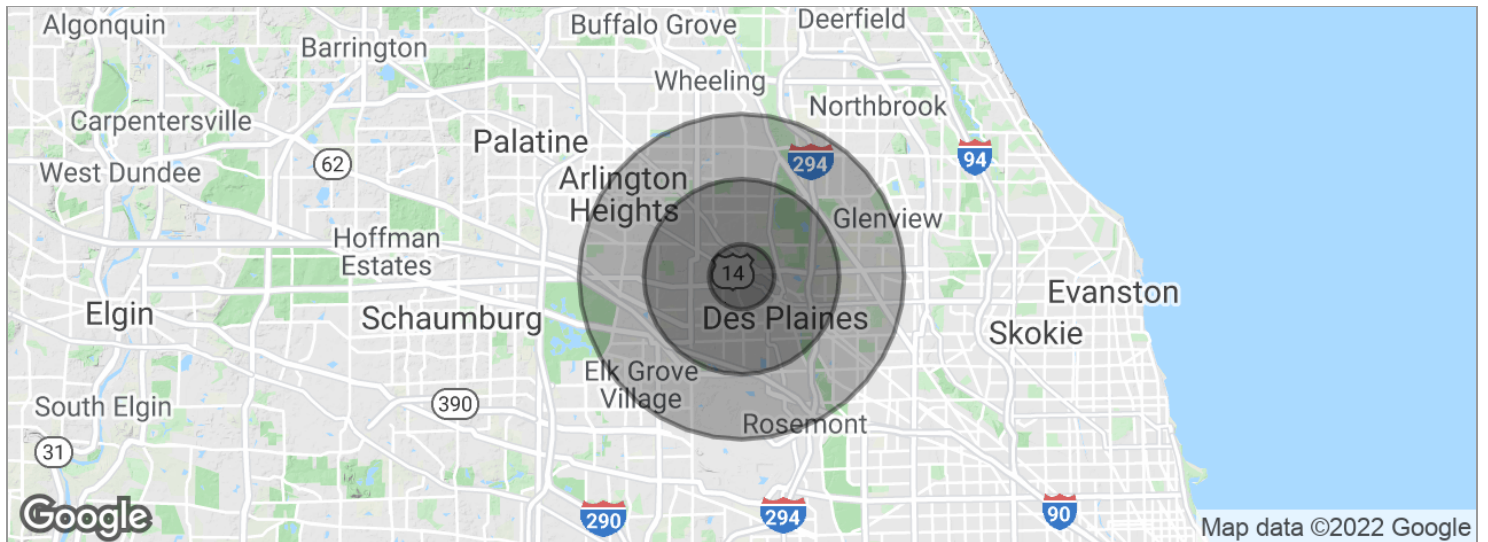 Algonquin
Buffalo Grove
Deerfield
Barrington
Wheeling
Northbrook
Carpentersville
Palatine
94
62
294
West Dundee
Arlington
Heights
Glenview
Hoffman
Estates
14
Evanston
Elgin
Schaumburg
Des Plaines
Skokie
Elk Grove
Village
South Elgin
390
Rosemont
31
Google
290
294
90
Map data ©2022 Google